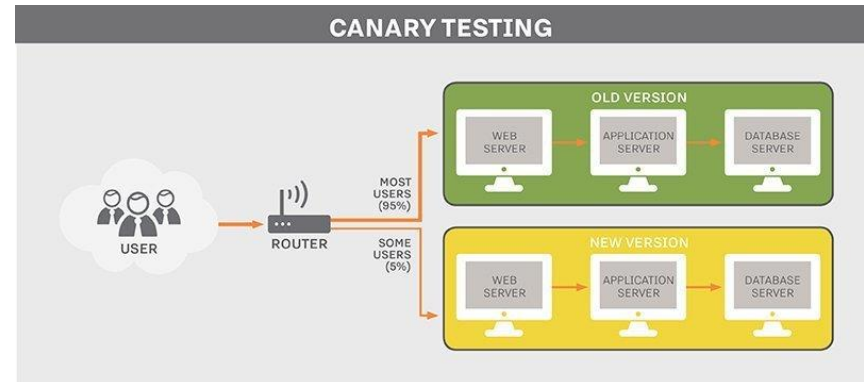 CANARY TESTING
USER
ROUTER
MOST
USERS
(95%)
SOME
USERS
(5%)
OLD VERSION
WEB
SERVER
APPLICATION
SERVER
DATABASE
SERVER
NEW VERSION
WEB
SERVER
APPLICATION
SERVER
DATABASE
SERVER